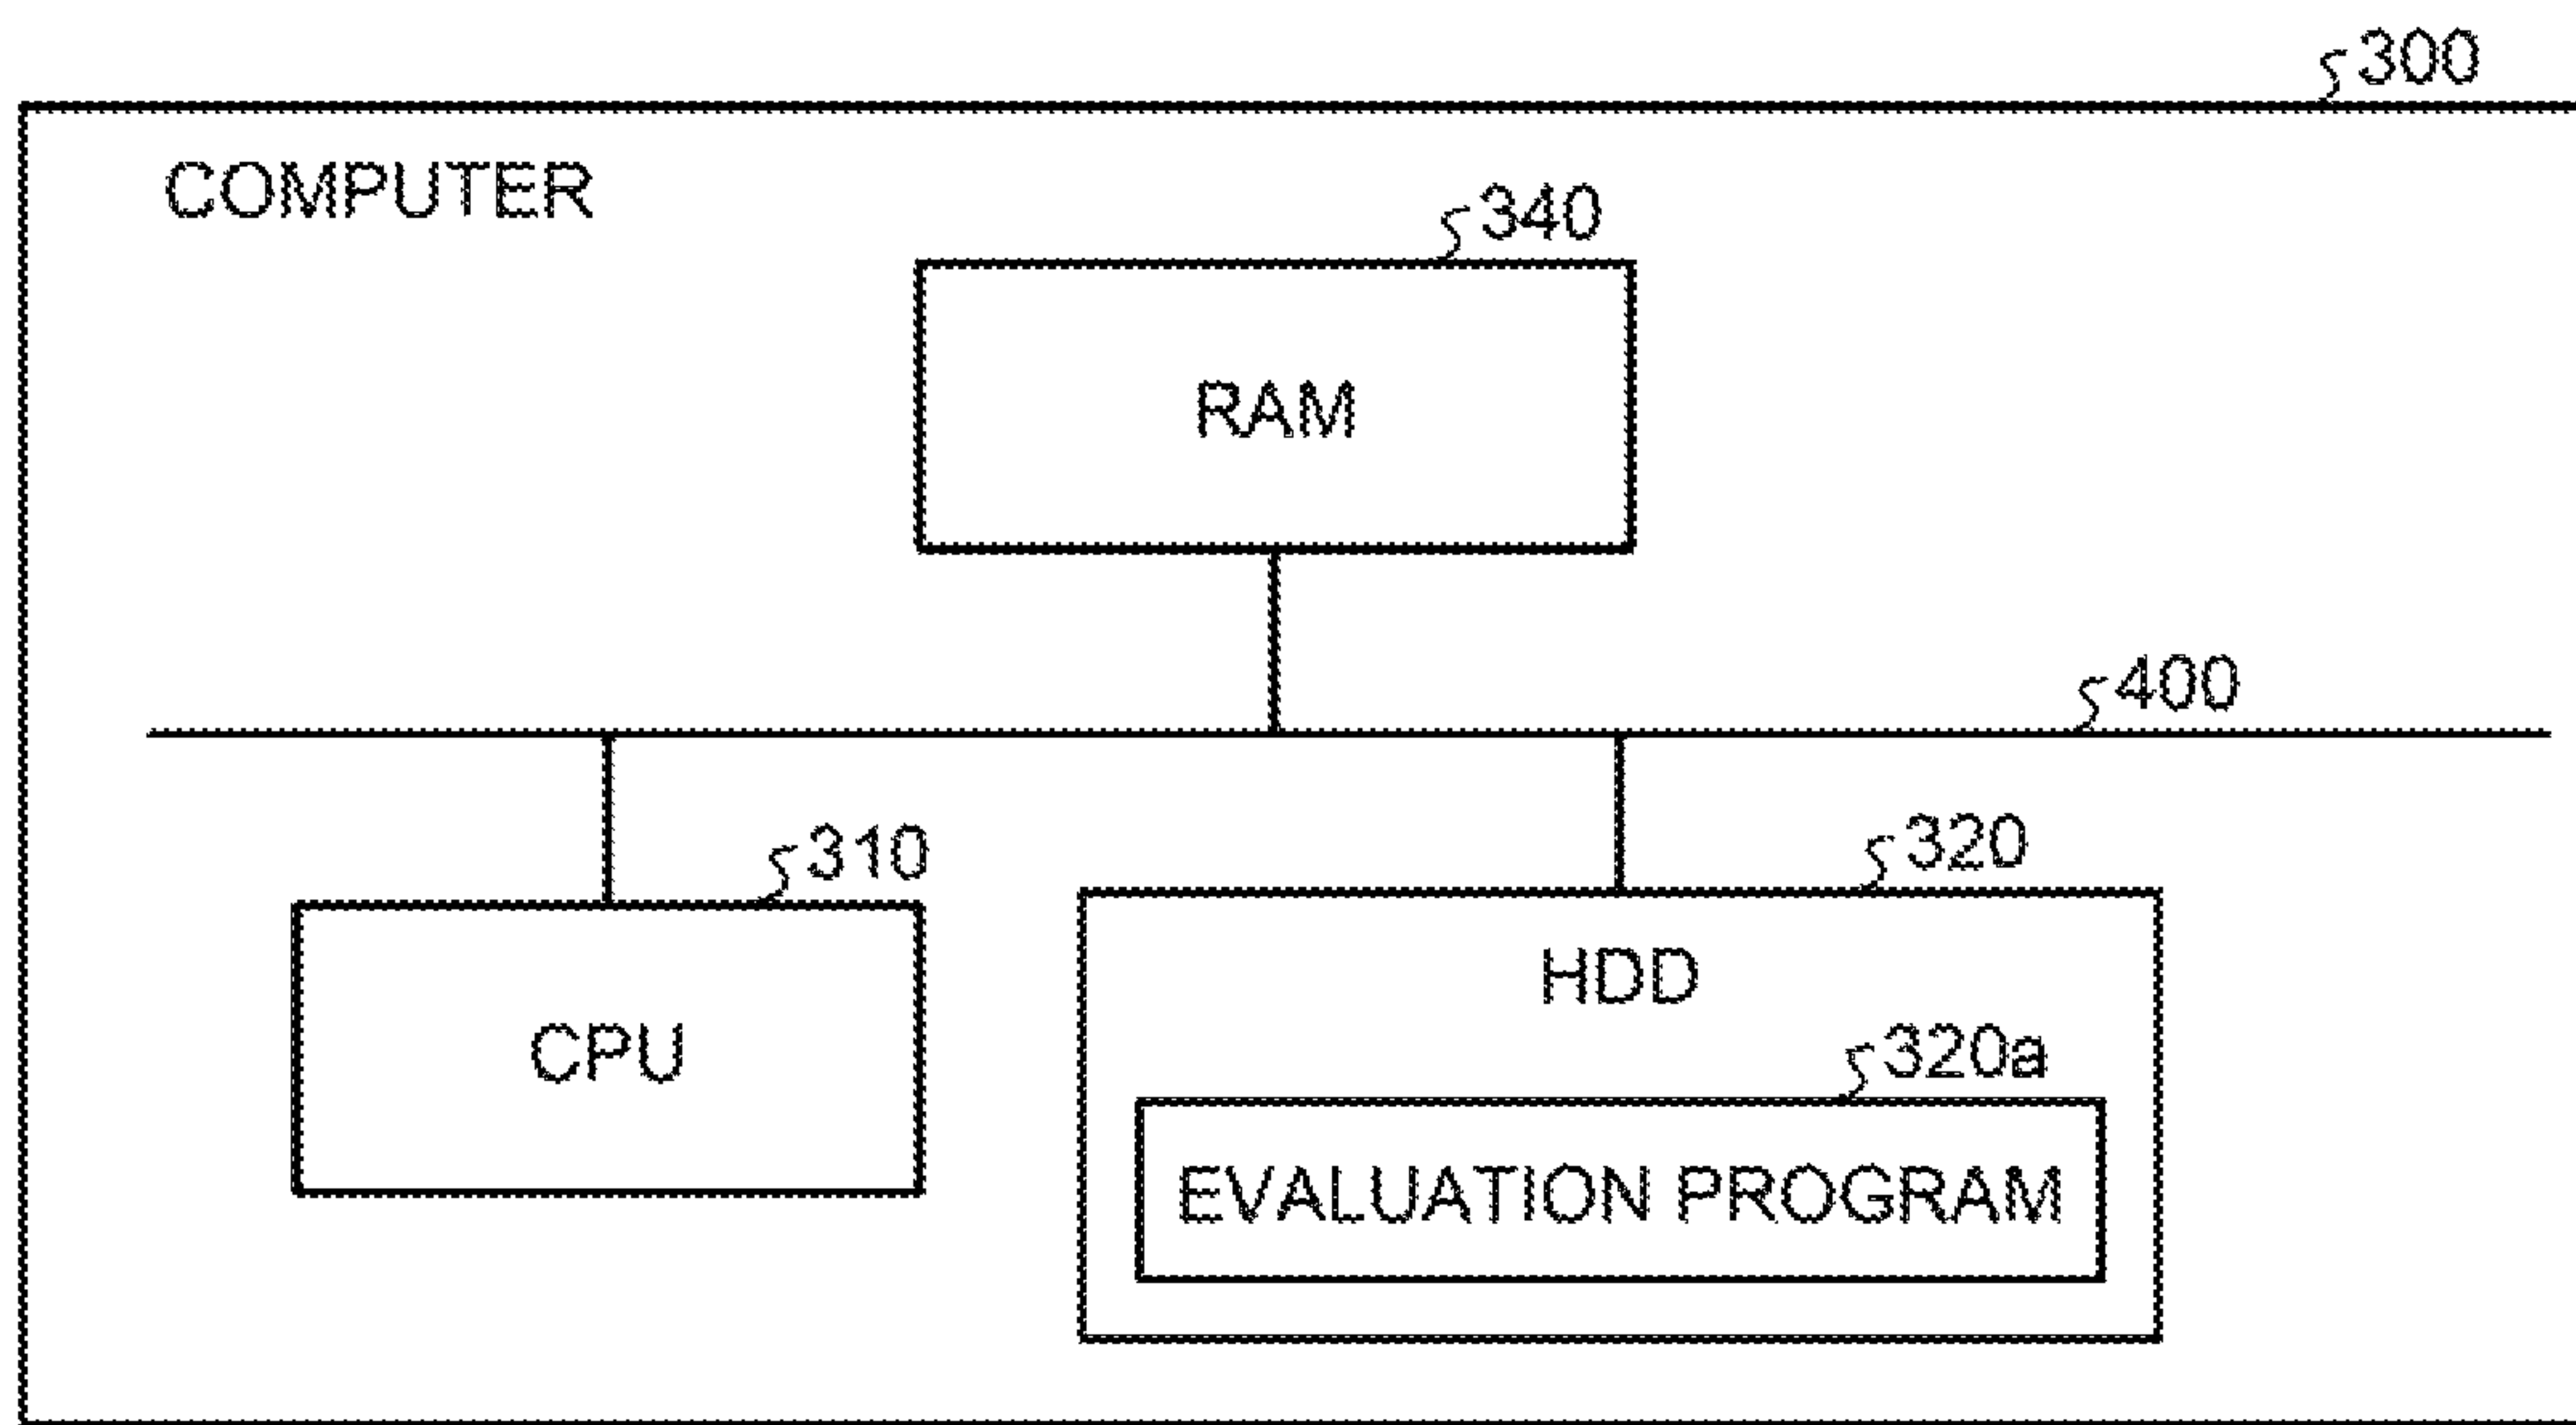 300
COMPUTER
340
RAM
400
310
CPU
320
HDD
320a
EVALUATION PROGRAM